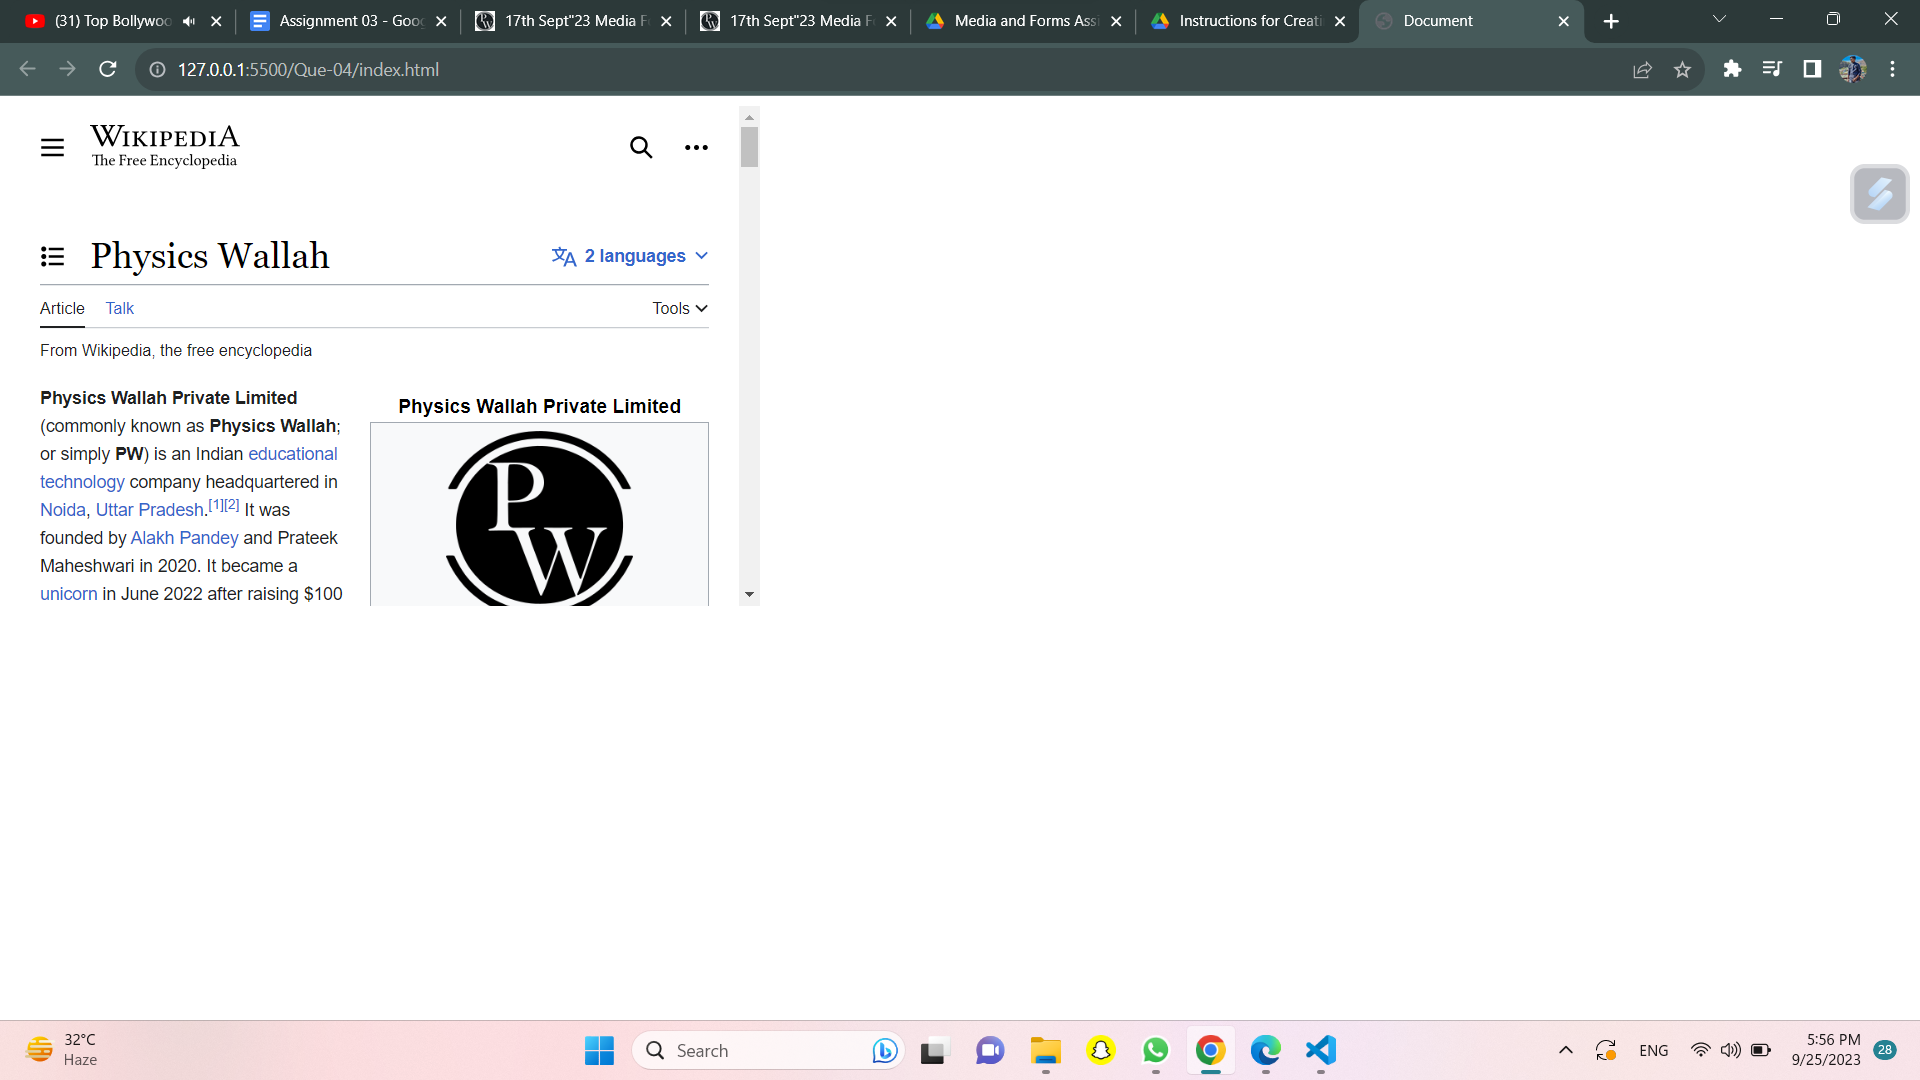 (31) Top Bollywoo
Assignment 03 - Goog
17th Sept"23 Media F
17th Sept"23 Media F
Media and Forms Assi
Instructions for Creati
Document
127.0.0.1:5500/Que-04/index.html
WIKIPEDIA
The Free Encyclopedia
Physics Wallah
2 languages
Article Talk
Tools
From Wikipedia, the free encyclopedia
Physics Wallah Private Limited
(commonly known as Physics Wallah;
or simply PW) is an Indian educational
technology company headquartered in
Noida, Uttar Pradesh.[1][2] It was
founded by Alakh Pandey and Prateek
Maheshwari in 2020. It became a
unicorn in June 2022 after raising $100
Physics Wallah Private Limited
P
W
32°C
Haze
Search
ENG
5:56 PM
9/25/2023
28